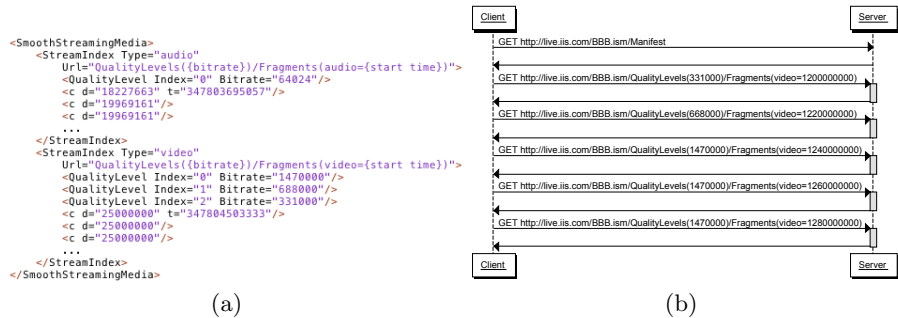 <SmoothStreamingMedia>
<StreamIndex Type="audio"
Url="QualityLevels({bitrate})/Fragments(audio={start time})">
<QualityLevel Index="0" Bitrate="64024"/>
<c d="18227663" t="347803695057"/>
<c d="19969161"/>
<c d="19969161"/>
...
</StreamIndex>
<StreamIndex Type="video"
Url="QualityLevels({bitrate})/Fragments(video={start time})">
<QualityLevel Index="0" Bitrate="1470000"/>
<QualityLevel Index="1" Bitrate="688000"/>
<QualityLevel Index="2" Bitrate="331000"/>
<c d="25000000" t="347804503333"/>
<c d="25000000"/>
<c d="25000000"/>
...
</StreamIndex>
</SmoothStreamingMedia>
(a)
Client
Server
GET http://live.iis.com/BBB.ism/Manifest
GET http://live.iis.com/BBB.ism/QualityLevels(331000)/Fragments(video=1200000000)
GET http://live.iis.com/BBB.ism/QualityLevels(668000)/Fragments(video=1220000000)
GET http://live.iis.com/BBB.ism/QualityLevels(1470000)/Fragments(video=1240000000)
GET http://live.iis.com/BBB.ism/QualityLevels(1470000)/Fragments(video=1260000000)
GET http://live.iis.com/BBB.ism/QualityLevels(1470000)/Fragments(video=1280000000)
Client
Server
(b)